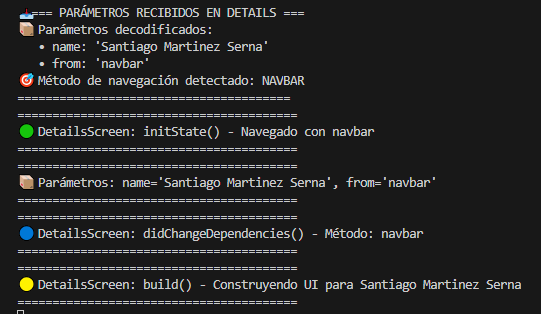 📥=== PARÁMETROS RECIBIDOS EN DETAILS ===
📦 Parámetros decodificados:
• name: 'Santiago Martinez Serna'
• from: 'navbar'
🎯 Método de navegación detectado: NAVBAR
=======================================
========================================
🟢 DetailsScreen: initState() - Navegado con navbar
========================================
========================================
📦 Parámetros: name='Santiago Martinez Serna', from='navbar'
========================================
========================================
🔵 DetailsScreen: didChangeDependencies() - Método: navbar
========================================
========================================
🟡 DetailsScreen: build() - Construyendo UI para Santiago Martinez Serna
========================================